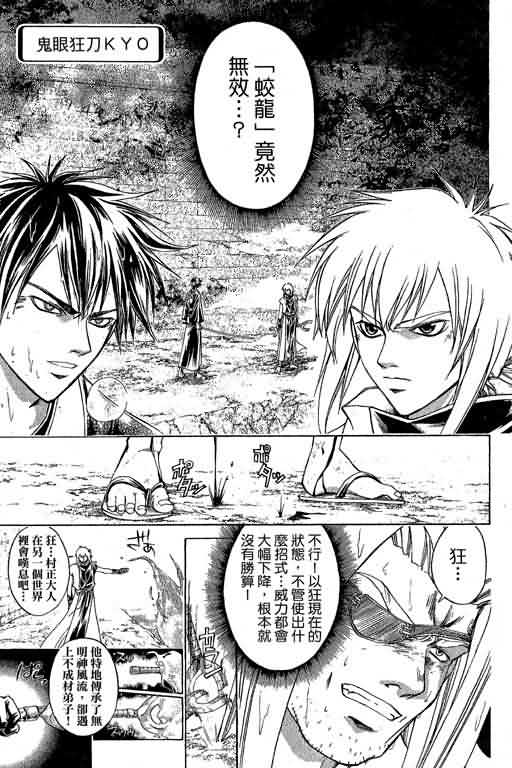 鬼眼狂刀KYO
「蛟龍」竟然
無效…？
ポタッ
ポタッ
狂…
不行！以狂現在的
狀態，不管使出什
麼招式…威力都會
大幅下降，根本就
沒有勝算！
狂…村正大人
在另一個世界
裡會嘆息吧…
他特地傳承了無
明神風流，卻遇
上不成材弟子！